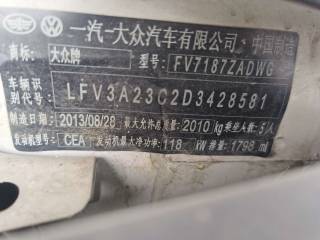 一汽-大众汽车有限公司 中国制造
品牌: 大众牌 型号: FV7187ZADWG
车辆识别代号: LFV3A23C2D3428581
制造日期: 2013/08/28 最大允许总质量: 2010 kg 乘坐人数: 5人
发动机型号: CEA 发动机最大净功率: 118 kW 排量: 1798 ml